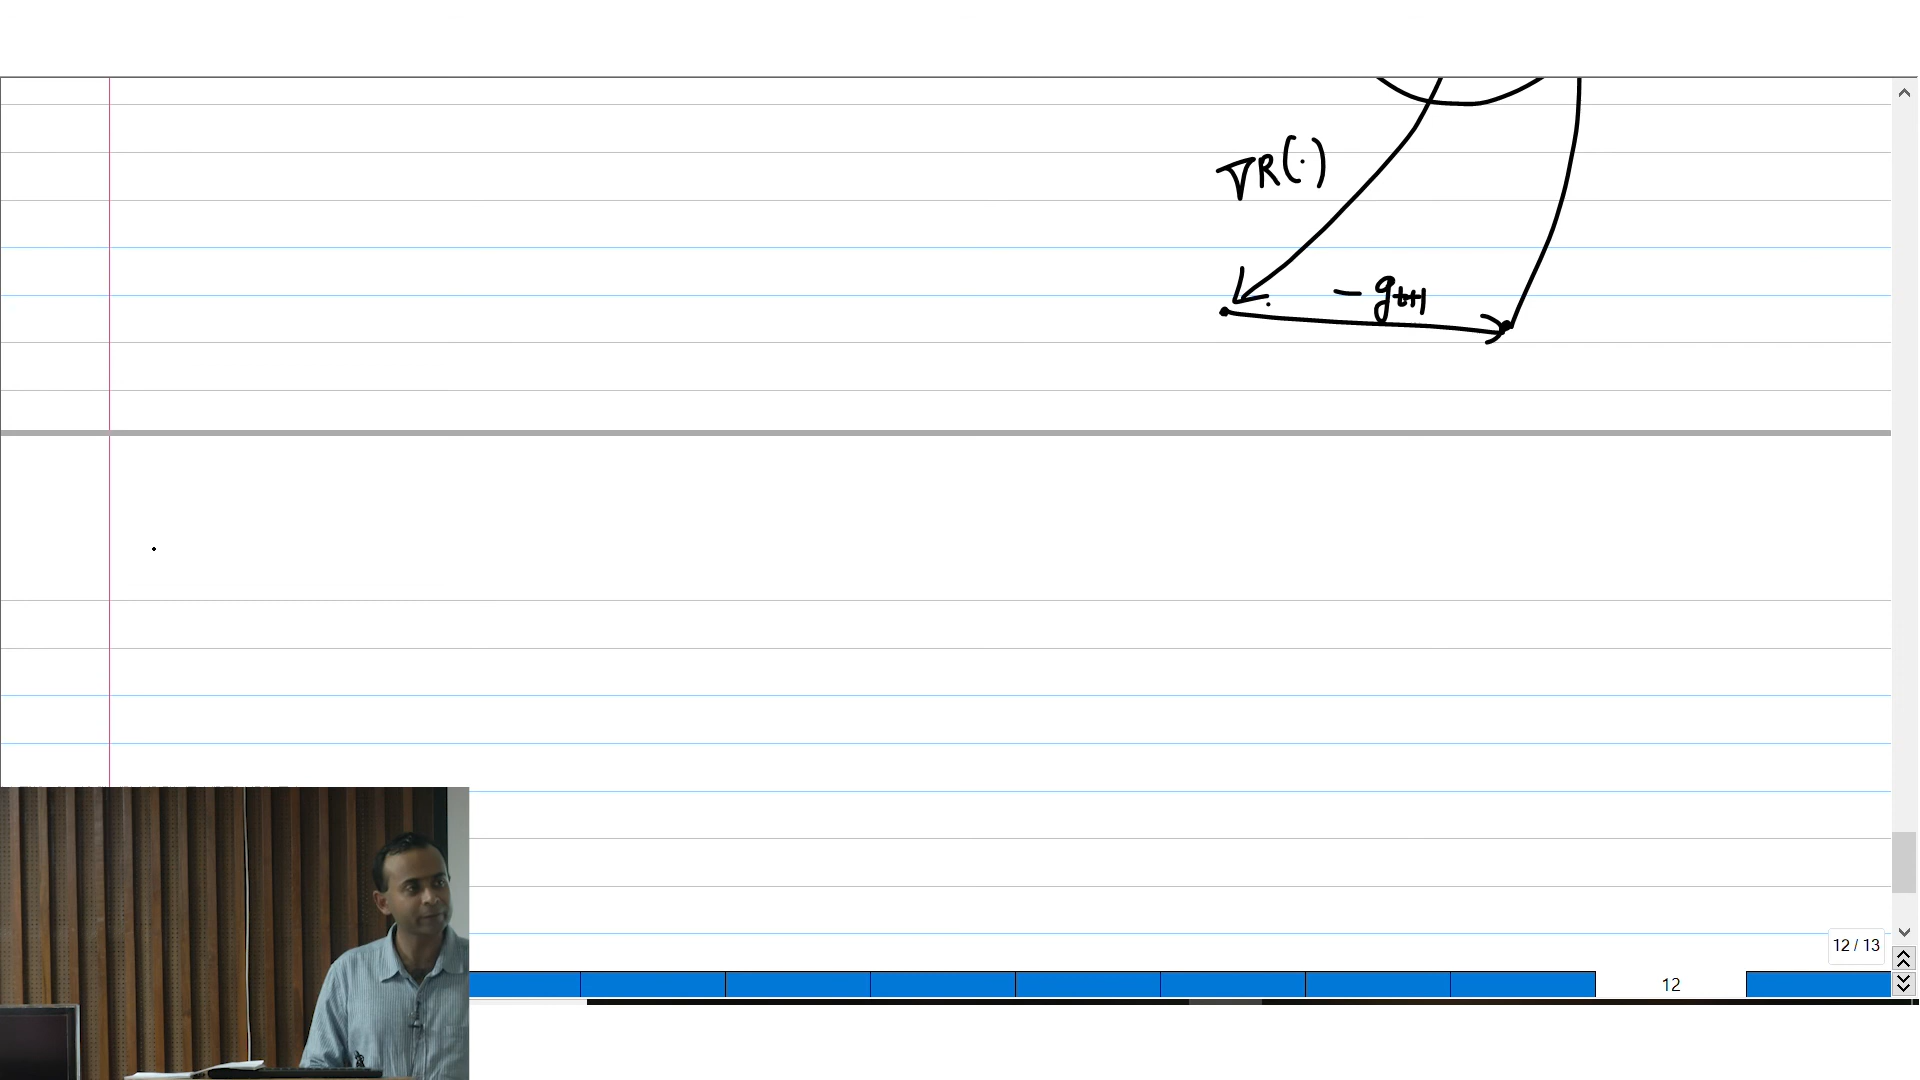 ∇R(·)
- g_{t+1}
12 / 13
12